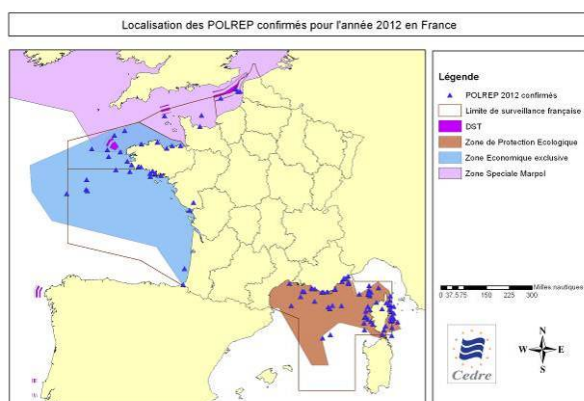 Localisation des POLREP confirmés pour l'année 2012 en France
Légende
POLREP 2012 confirmés
Limite de surveillance française
DST
Zone de Protection Ecologique
Zone Economique exclusive
Zone Speciale Marpol
Milles nautiques
0 37,575 150 225 300
N
W E
S
Cedre